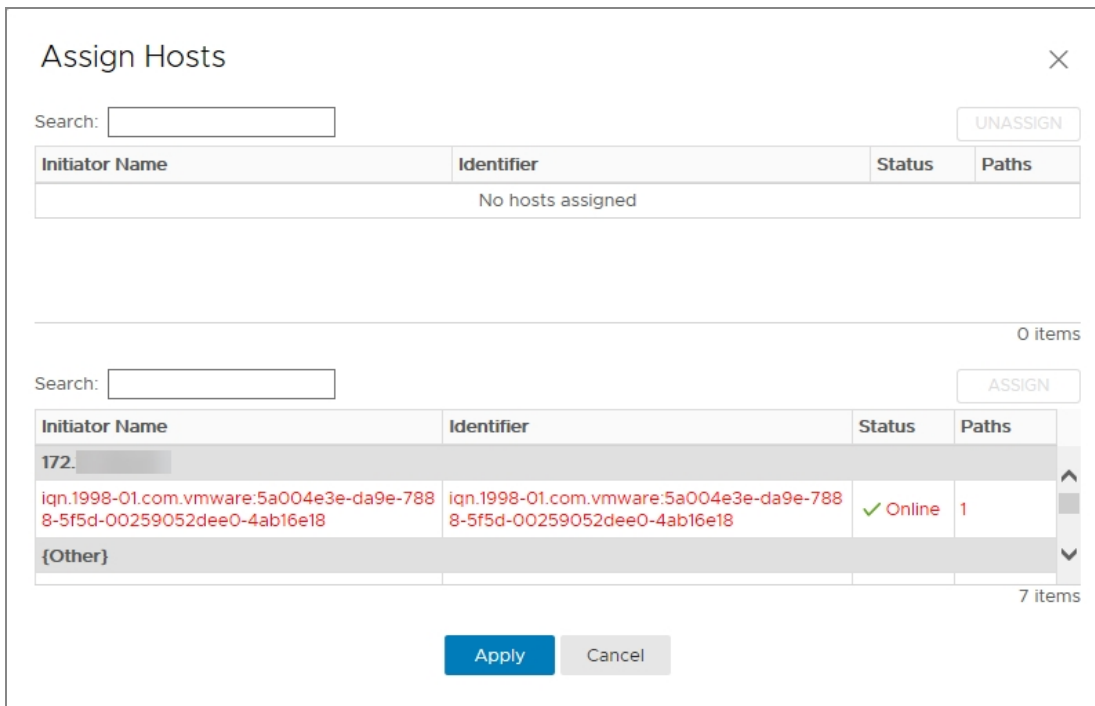 Assign Hosts
Search:
UNASSIGN
Initiator Name Identifier Status Paths
No hosts assigned
0 items
Search:
ASSIGN
Initiator Name Identifier Status Paths
172.
iqn.1998-01.com.vmware:5a004e3e-da9e-788 iqn.1998-01.com.vmware:5a004e3e-da9e-788
8-5f5d-00259052dee0-4ab16e18 8-5f5d-00259052dee0-4ab16e18
Online 1
{Other}
7 items
Apply Cancel